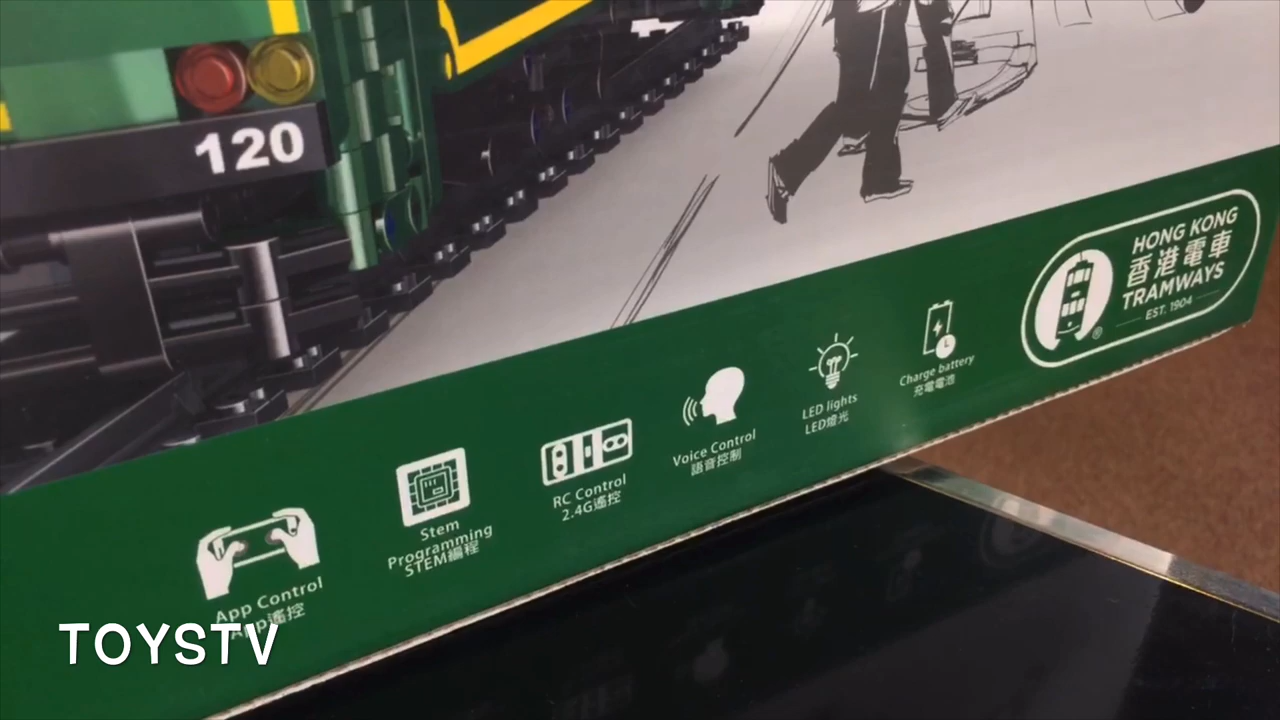 120
HONG KONG
香港電車
TRAMWAYS
EST. 1904
®
App Control
App遙控
Stem
Programming
STEM編程
RC Control
2.4G遙控
Voice Control
語音控制
LED lights
LED燈光
Charge battery
充電電池
TOYSTV